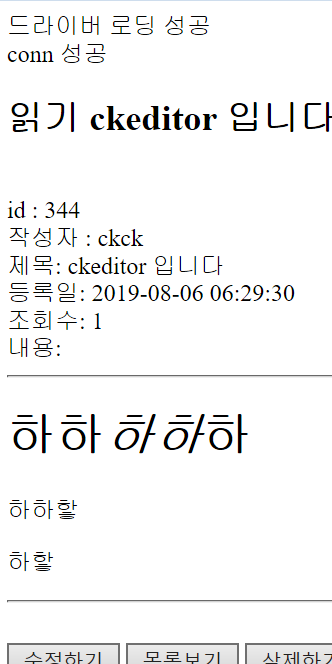 드라이버 로딩 성공
conn 성공
읽기 ckeditor 입니다
id : 344
작성자 : ckck
제목: ckeditor 입니다
등록일: 2019-08-06 06:29:30
조회수: 1
내용:
하하하하하
하하핳
하핳
수정하기 목록보기 삭제하기